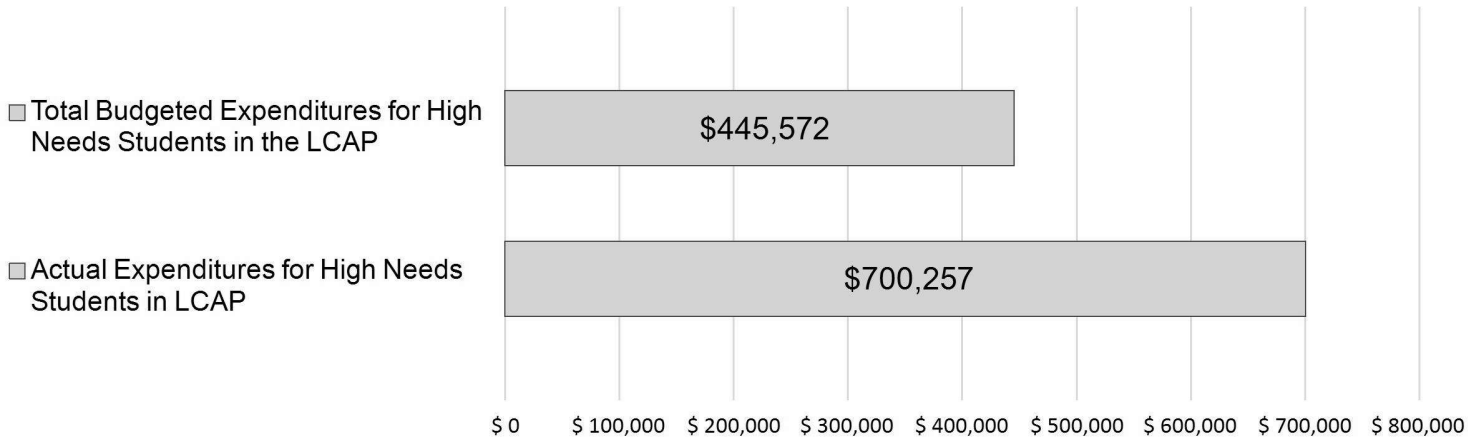 Total Budgeted Expenditures for High
Needs Students in the LCAP
$445,572
Actual Expenditures for High Needs
Students in LCAP
$700,257
$ 0 $ 100,000 $ 200,000 $ 300,000 $ 400,000 $ 500,000 $ 600,000 $ 700,000 $ 800,000